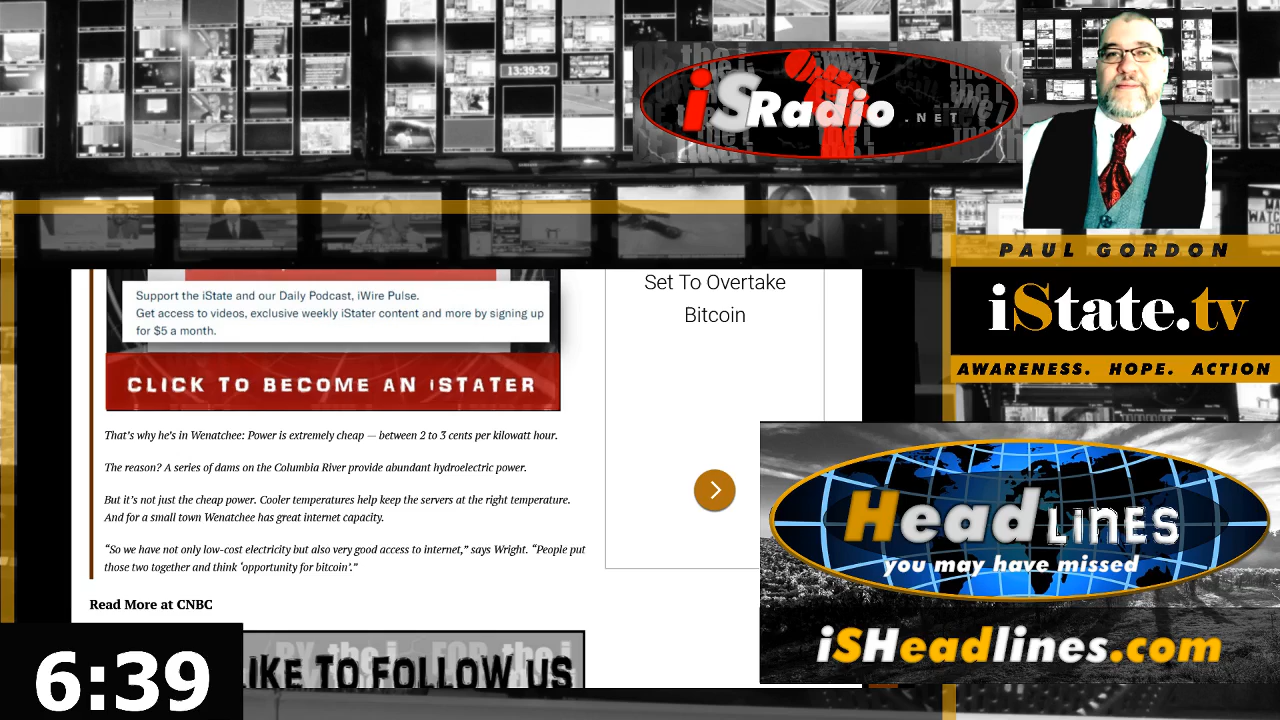 13:39:32
iSRadio
.NET
PAUL GORDON
iState.tv
AWARENESS. HOPE. ACTION
Support the iState and our Daily Podcast, iWire Pulse.
Get access to videos, exclusive weekly iStater content and more by signing up
for $5 a month.
CLICK TO BECOME AN ISTATER
That's why he's in Wenatchee: Power is extremely cheap — between 2 to 3 cents per kilowatt hour.
The reason? A series of dams on the Columbia River provide abundant hydroelectric power.
But it's not just the cheap power. Cooler temperatures help keep the servers at the right temperature.
And for a small town Wenatchee has great internet capacity.
“So we have not only low-cost electricity but also very good access to internet,” says Wright. “People put
those two together and think ‘opportunity for bitcoin’.”
Read More at CNBC
Set To Overtake
Bitcoin
HeadLINES
you may have missed
iSHeadlines.com
BY the i FOR the i
IKE TO FOLLOW US
6:39